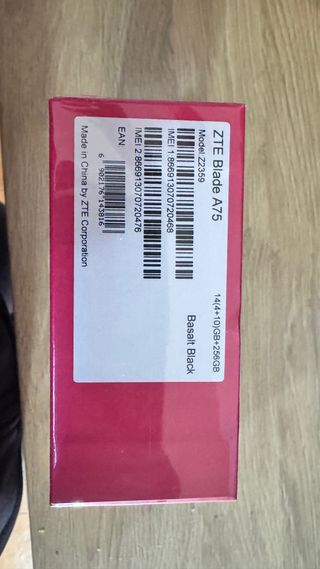 ZTE Blade A75
14(4+10)GB+256GB
Model Z2359
Basalt Black
IMEI 1:866913070720468
IMEI 2:866913070720476
EAN:
6 902176 143816
Made in China by ZTE Corporation